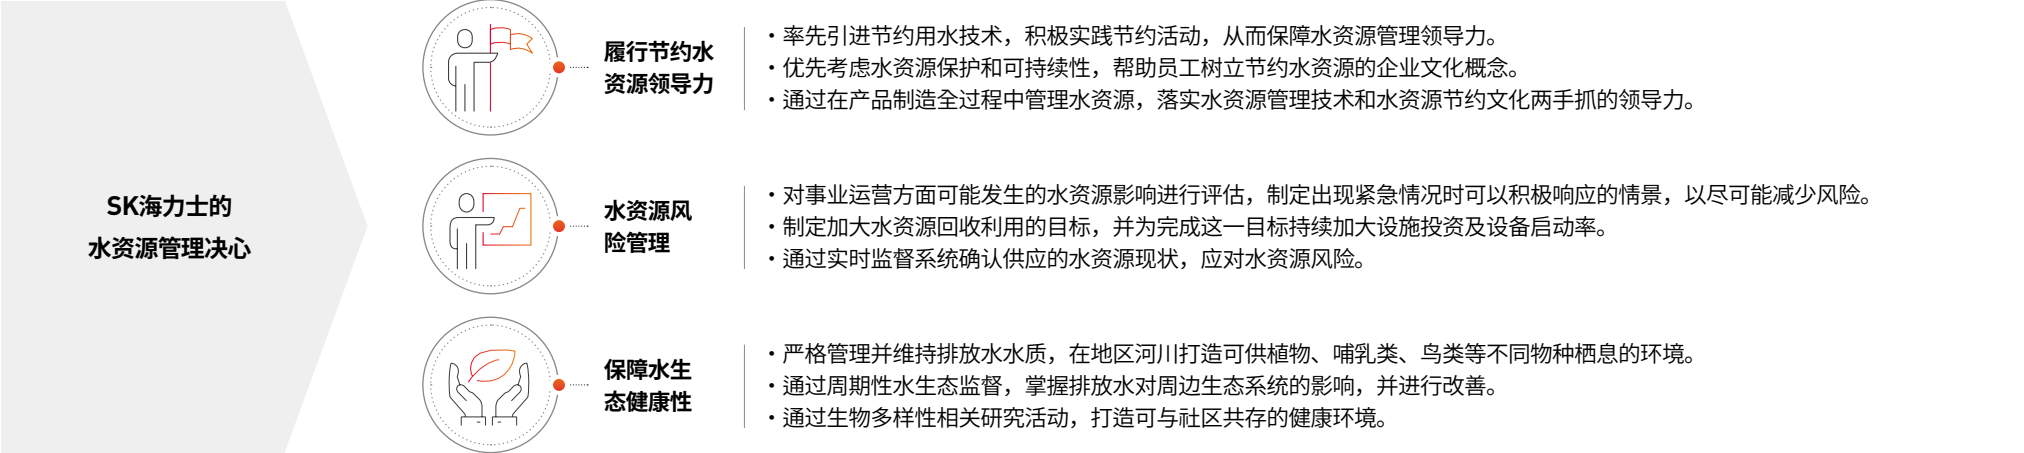 SK海力士的
水资源管理决心
履行节约水
资源领导力
・率先引进节约用水技术，积极实践节约活动，从而保障水资源管理领导力。
・优先考虑水资源保护和可持续性，帮助员工树立节约水资源的企业文化概念。
・通过在产品制造全过程中管理水资源，落实水资源管理技术和水资源节约文化两手抓的领导力。
水资源风
险管理
・对事业运营方面可能发生的水资源影响进行评估，制定出现紧急情况时可以积极响应的情景，以尽可能减少风险。
・制定加大水资源回收利用的目标，并为完成这一目标持续加大设施投资及设备启动率。
・通过实时监督系统确认供应的水资源现状，应对水资源风险。
保障水生
态健康性
・严格管理并维持排放水水质，在地区河川打造可供植物、哺乳类、鸟类等不同物种栖息的环境。
・通过周期性水生态监督，掌握排放水对周边生态系统的影响，并进行改善。
・通过生物多样性相关研究活动，打造可与社区共存的健康环境。